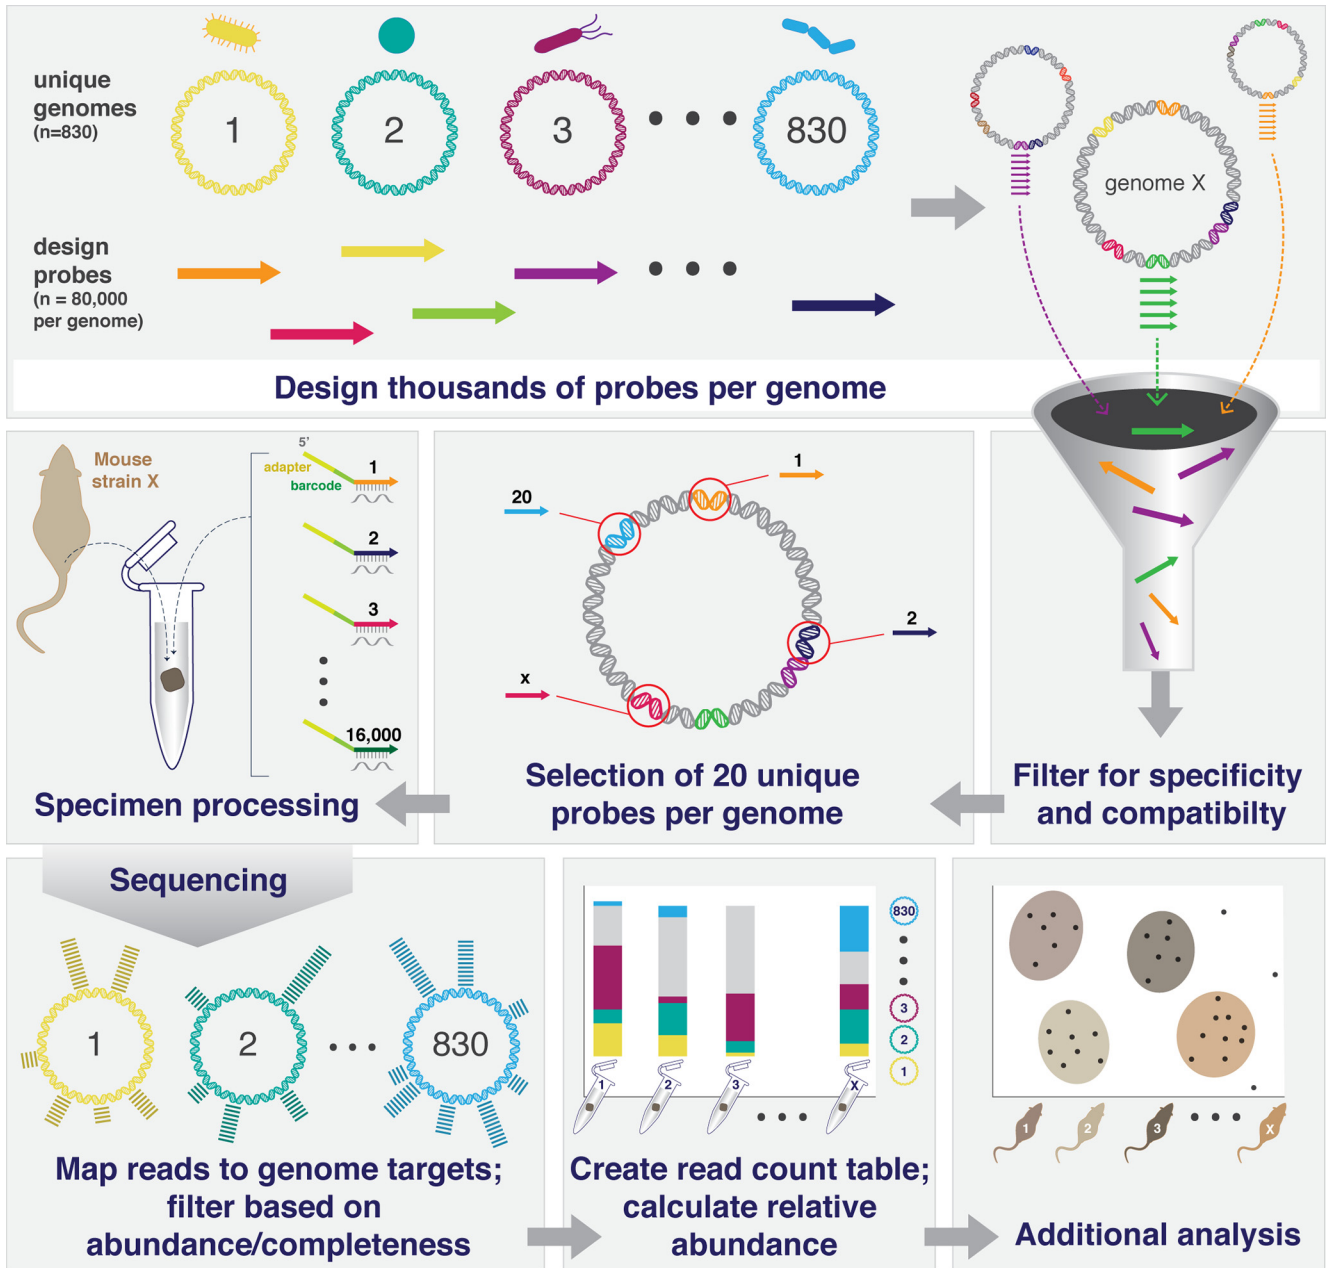 unique
genomes
(n=830)
1
2
3
830
genome X
design
probes
(n = 80,000
per genome)
Design thousands of probes per genome
Mouse
strain X
5’
adapter
barcode
1
2
3
16,000
Specimen processing
1
20
2
x
Selection of 20 unique
probes per genome
Filter for specificity
and compatibilty
Sequencing
1
2
830
Map reads to genome targets;
filter based on
abundance/completeness
830
3
2
1
1
2
3
X
Create read count table;
calculate relative
abundance
1
2
3
X
Additional analysis